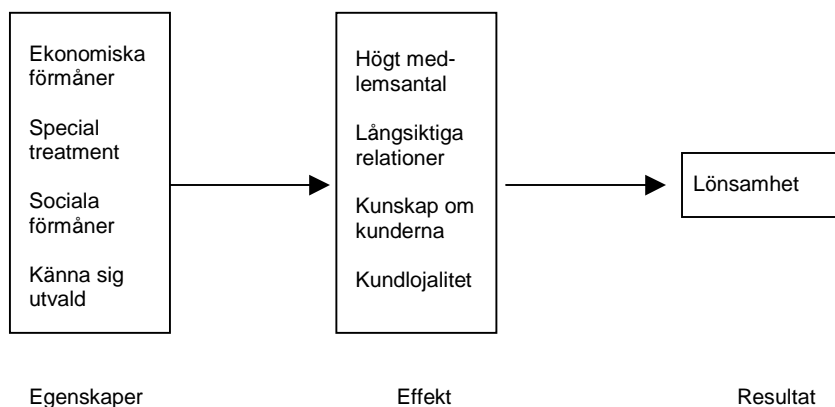 Ekonomiska
förmåner
Special
treatment
Sociala
förmåner
Känna sig
utvald
Högt med-
lemsantal
Långsiktiga
relationer
Kunskap om
kunderna
Kundlojalitet
Lönsamhet
Egenskaper
Effekt
Resultat